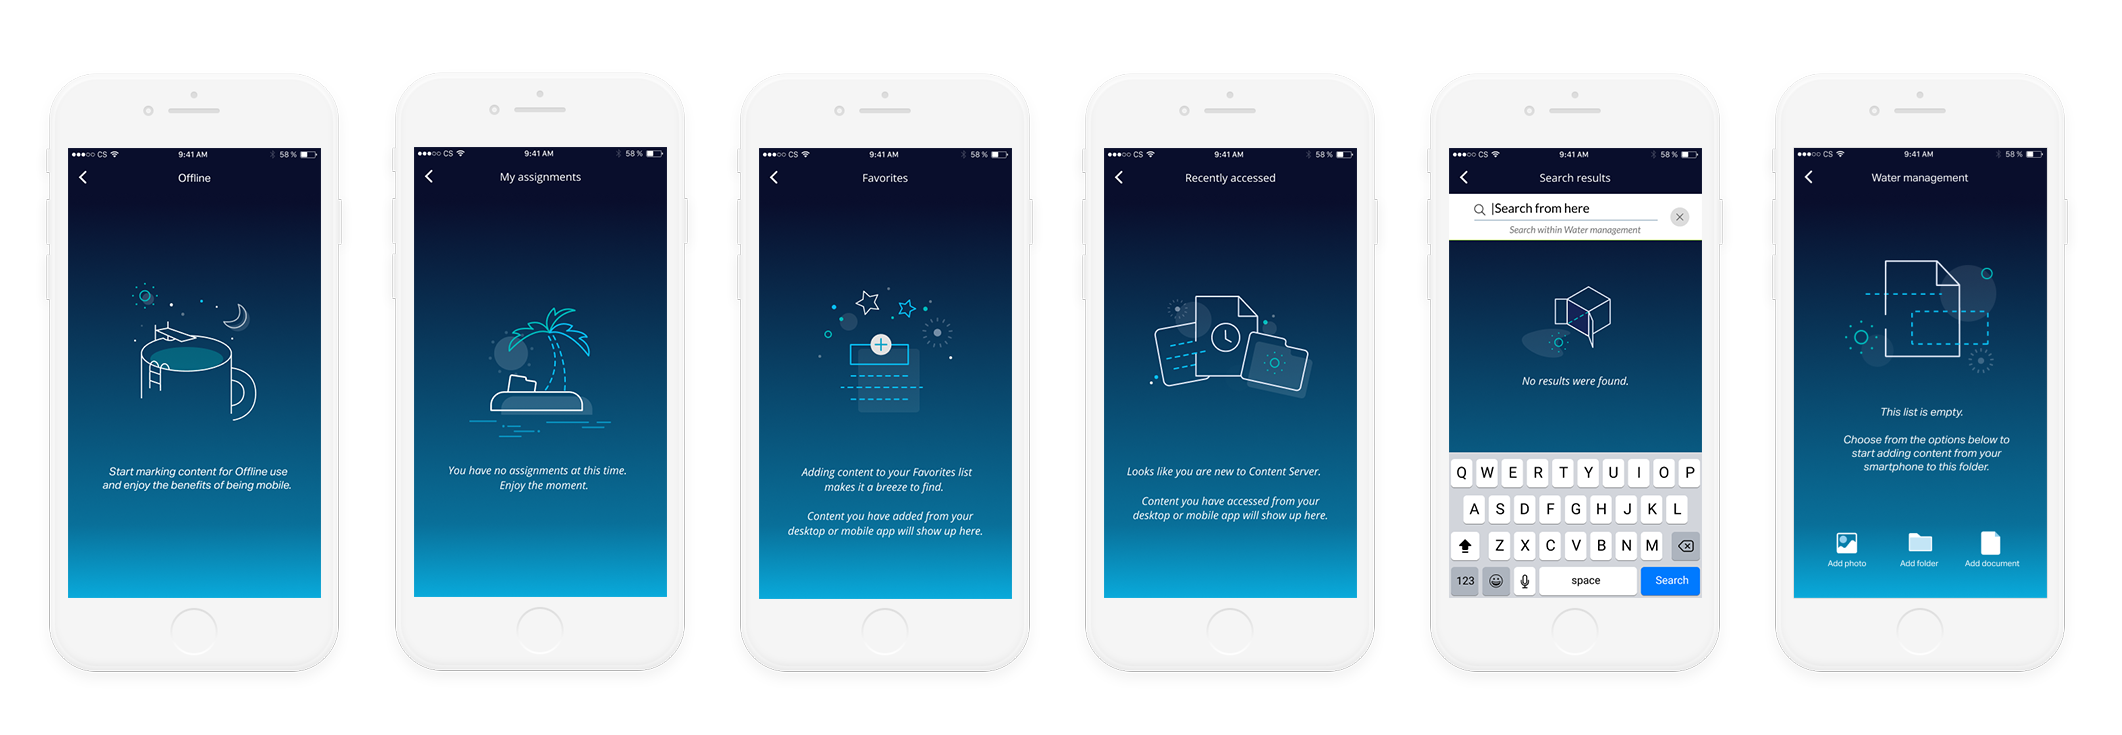 CS 9:41 AM 58 %
Offline
Start marking content for Offline use
and enjoy the benefits of being mobile.
CS 9:41 AM 58 %
My assignments
You have no assignments at this time.
Enjoy the moment.
CS 9:41 AM 58 %
Favorites
Adding content to your Favorites list
makes it a breeze to find.
Content you have added from your
desktop or mobile app will show up here.
CS 9:41 AM 58 %
Recently accessed
Looks like you are new to Content Server.
Content you have accessed from your
desktop or mobile app will show up here.
CS 9:41 AM 58 %
Search results
Search from here
Search within Water management
No results were found.
Q W E R T Y U I O P
A S D F G H J K L
Z X C V B N M
123 space Search
CS 9:41 AM 58 %
Water management
This list is empty.
Choose from the options below to
start adding content from your
smartphone to this folder.
Add photo Add folder Add document